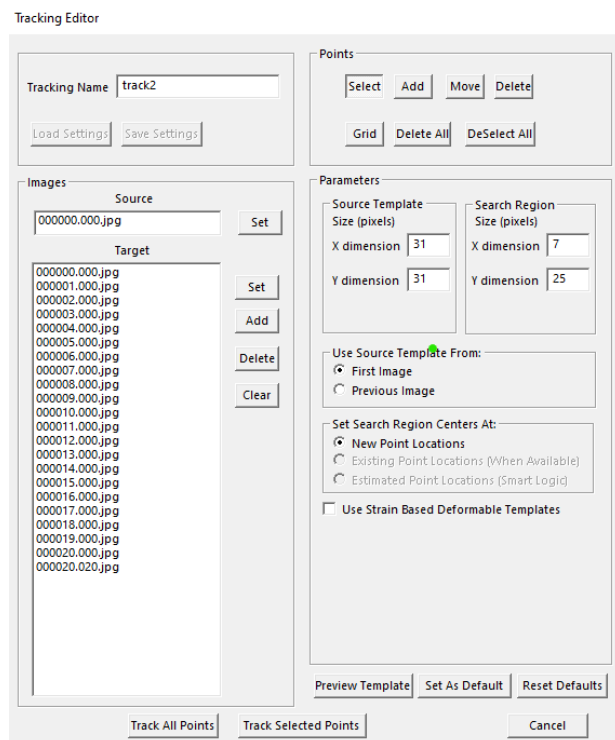 Tracking Editor
Tracking Name track2
Load Settings Save Settings
Images
Source
000000.000.jpg Set
Target
000000.000.jpg
000001.000.jpg
000002.000.jpg
000003.000.jpg
000004.000.jpg
000005.000.jpg
000006.000.jpg
000007.000.jpg
000008.000.jpg
000009.000.jpg
000010.000.jpg
000011.000.jpg
000012.000.jpg
000013.000.jpg
000014.000.jpg
000015.000.jpg
000016.000.jpg
000017.000.jpg
000018.000.jpg
000019.000.jpg
000020.000.jpg
000020.020.jpg
Set
Add
Delete
Clear
Points
Select Add Move Delete
Grid Delete All DeSelect All
Parameters
Source Template
Size (pixels)
X dimension 31
Y dimension 31
Search Region
Size (pixels)
X dimension 7
Y dimension 25
Use Source Template From:
First Image
Previous Image
Set Search Region Centers At:
New Point Locations
Existing Point Locations (When Available)
Estimated Point Locations (Smart Logic)
Use Strain Based Deformable Templates
Preview Template Set As Default Reset Defaults
Track All Points Track Selected Points Cancel